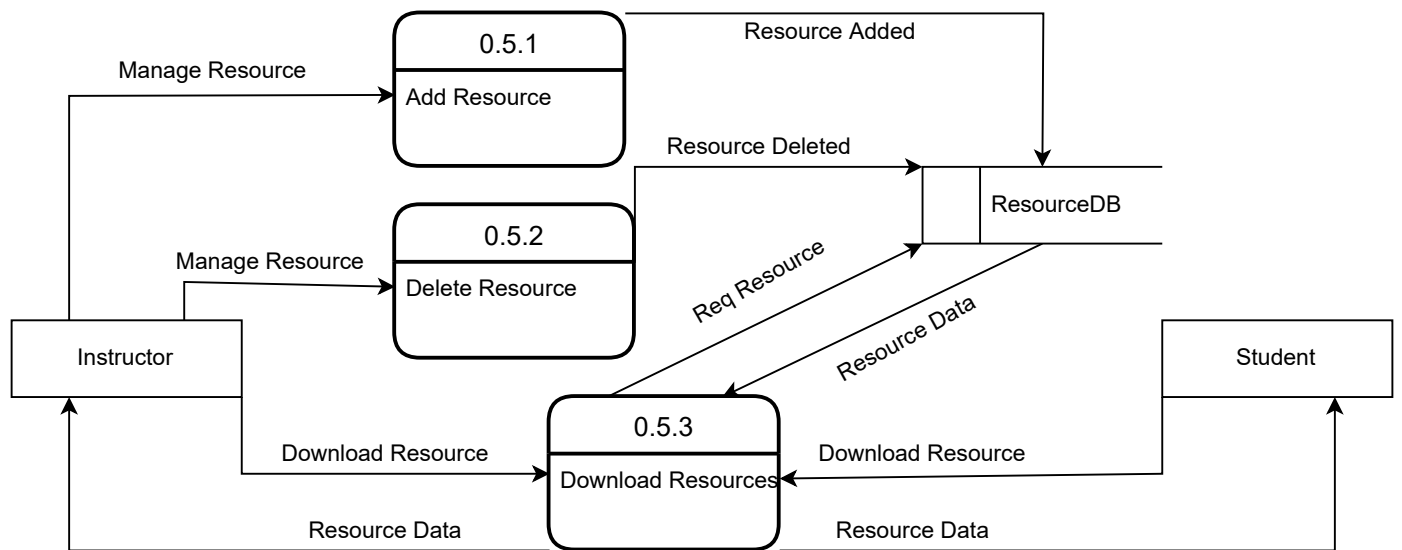 0.5.1
Resource Added
Manage Resource
Add Resource
Resource Deleted
ResourceDB
0.5.2
Manage Resource
Delete Resource
Req Resource
Resource Data
Instructor
Student
0.5.3
Download Resource
Download Resource
Download Resources
Resource Data
Resource Data